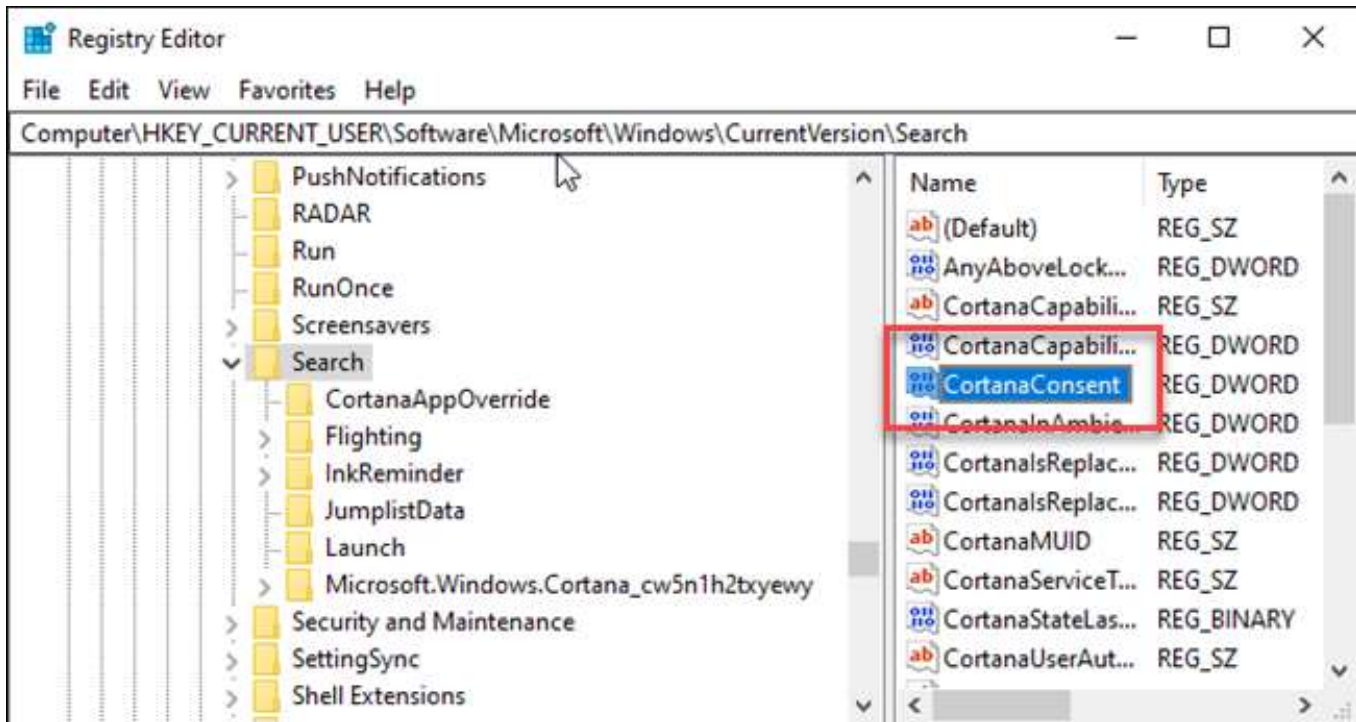 Registry Editor
File Edit View Favorites Help
Computer\HKEY_CURRENT_USER\Software\Microsoft\Windows\CurrentVersion\Search
PushNotifications
RADAR
Run
RunOnce
Screensavers
Search
CortanaAppOverride
Flighting
InkReminder
JumplistData
Launch
Microsoft.Windows.Cortana_cw5n1h2txyewy
Security and Maintenance
SettingSync
Shell Extensions
Name Type
(Default) REG_SZ
AnyAboveLock... REG_DWORD
CortanaCapabili... REG_SZ
CortanaCapabili... REG_DWORD
CortanaConsent REG_DWORD
CortanaInAmbie... REG_DWORD
CortanaIsReplac... REG_DWORD
CortanaIsReplac... REG_DWORD
CortanaMUID REG_SZ
CortanaServiceT... REG_SZ
CortanaStateLas... REG_BINARY
CortanaUserAut... REG_SZ